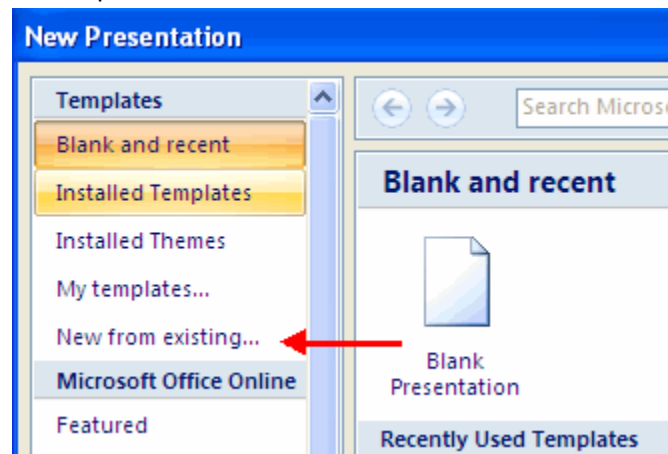 New Presentation
Templates
Blank and recent
Installed Templates
Installed Themes
My templates...
New from existing...
Microsoft Office Online
Featured
Search
Blank and recent
Blank
Presentation
Recently Used Templates